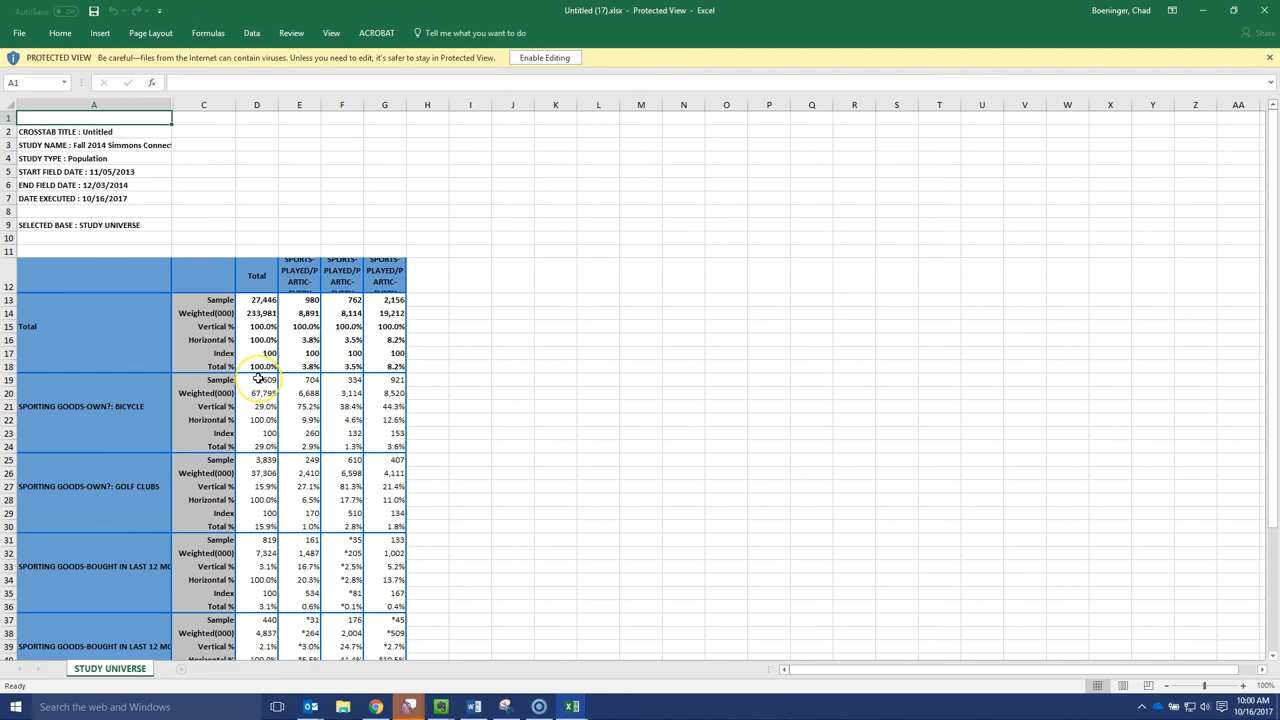 AutoSave Off
Untitled (17).xlsx - Protected View - Excel
Boeninger, Chad
File Home Insert Page Layout Formulas Data Review View ACROBAT Tell me what you want to do
Share
PROTECTED VIEW Be careful—files from the Internet can contain viruses. Unless you need to edit, it's safer to stay in Protected View. Enable Editing
A1 fx
A C D E F G H I J K L M N O P Q R S T U V W X Y Z AA
1
2 CROSSTAB TITLE : Untitled
3 STUDY NAME : Fall 2014 Simmons Connect
4 STUDY TYPE : Population
5 START FIELD DATE : 11/05/2013
6 END FIELD DATE : 12/03/2014
7 DATE EXECUTED : 10/16/2017
8
9 SELECTED BASE : STUDY UNIVERSE
10
11
SPORTS- SPORTS- SPORTS-
Total PLAYED/P PLAYED/P PLAYED/P
12 ARTIC- ARTIC- ARTIC-
13 Sample 27,446 980 762 2,156
14 Weighted(000) 233,981 8,891 8,114 19,212
15 Total Vertical % 100.0% 100.0% 100.0% 100.0%
16 Horizontal % 100.0% 3.8% 3.5% 8.2%
17 Index 100 100 100 100
18 Total % 100.0% 3.8% 3.5% 8.2%
19 Sample 704 334 921
20 Weighted(000) 67,795 6,688 3,114 8,520
21 SPORTING GOODS-OWN?: BICYCLE Vertical % 29.0% 75.2% 38.4% 44.3%
22 Horizontal % 100.0% 9.9% 4.6% 12.6%
23 Index 100 260 132 153
24 Total % 29.0% 2.9% 1.3% 3.6%
25 Sample 3,839 249 610 407
26 Weighted(000) 37,306 2,410 6,598 4,111
27 SPORTING GOODS-OWN?: GOLF CLUBS Vertical % 15.9% 27.1% 81.3% 21.4%
28 Horizontal % 100.0% 6.5% 17.7% 11.0%
29 Index 100 170 510 134
30 Total % 15.9% 1.0% 2.8% 1.8%
31 Sample 819 161 *35 133
32 Weighted(000) 7,324 1,487 *205 1,002
33 SPORTING GOODS-BOUGHT IN LAST 12 MO Vertical % 3.1% 16.7% *2.5% 5.2%
34 Horizontal % 100.0% 20.3% *2.8% 13.7%
35 Index 100 534 *81 167
36 Total % 3.1% 0.6% *0.1% 0.4%
37 Sample 440 *31 176 *45
38 Weighted(000) 4,837 *264 2,004 *509
39 SPORTING GOODS-BOUGHT IN LAST 12 MO Vertical % 2.1% *3.0% 24.7% *2.7%
40 Horizontal % 100.0% *5.5% 41.4% *10.5%
STUDY UNIVERSE
Ready
100%
Search the web and Windows
10:00 AM
10/16/2017